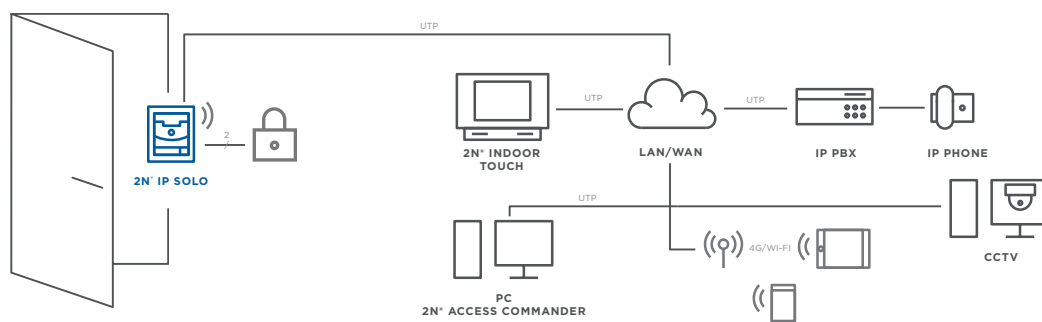 UTP
2
2N° IP SOLO
UTP
2N® INDOOR
TOUCH
LAN/WAN
UTP
IP PBX
IP PHONE
UTP
4G/WI-FI
CCTV
PC
2N® ACCESS COMMANDER